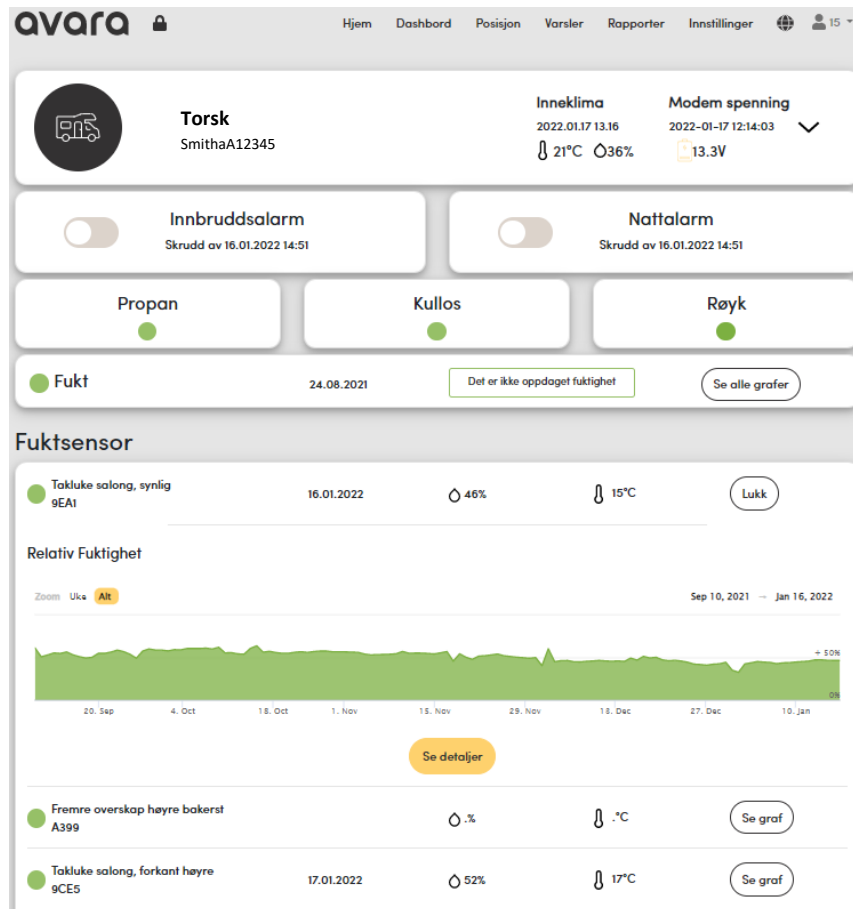 avara
Hjem Dashbord Posisjon Varsler Rapporter Innstillinger 15
Torsk
SmithaA12345
Inneklima
2022.01.17 13.16
21°C 36%
Modem spenning
2022-01-17 12:14:03
13.3V
Innbruddsalarm
Skrudd av 16.01.2022 14:51
Nattalarm
Skrudd av 16.01.2022 14:51
Propan
Kullos
Røyk
Fukt 24.08.2021 Det er ikke oppdaget fuktighet Se alle grafer
Fuktsensor
Takluke salong, synlig
9EA1
16.01.2022 46% 15°C Lukk
Relativ Fuktighet
Zoom Uke Alt Sep 10, 2021 → Jan 16, 2022
+ 50%
0%
20. Sep 4. Oct 18. Oct 1. Nov 15. Nov 29. Nov 13. Dec 27. Dec 10. Jan
Se detaljer
Fremre overskap høyre bakerst
A399
.% .°C Se graf
Takluke salong, forkant høyre
9CE5
17.01.2022 52% 17°C Se graf